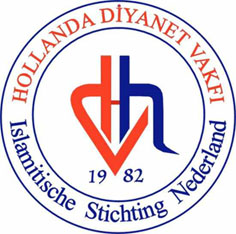 HOLLANDA DİYANET VAKFI
1982
Islamitische Stichting Nederland